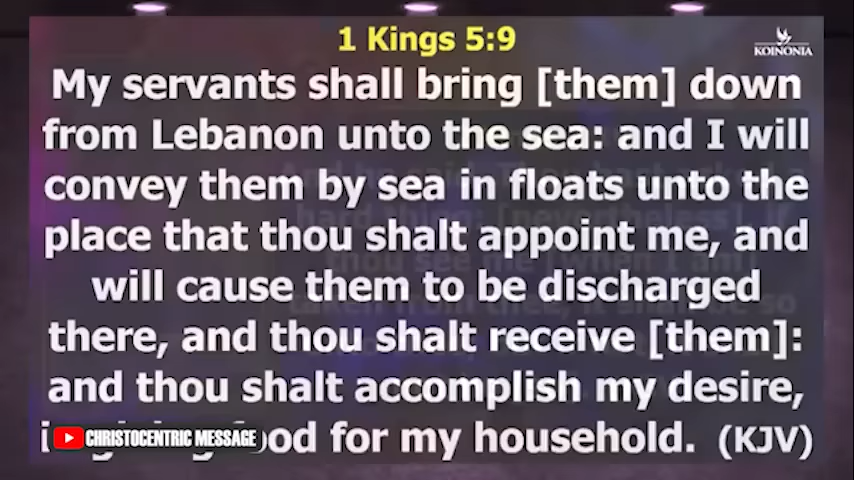 1 Kings 5:9
KOINONIA
My servants shall bring [them] down
from Lebanon unto the sea: and I will
convey them by sea in floats unto the
place that thou shalt appoint me, and
will cause them to be discharged
there, and thou shalt receive [them]:
and thou shalt accomplish my desire,
food for my household. (KJV)
CHRISTOCENTRIC MESSAGE